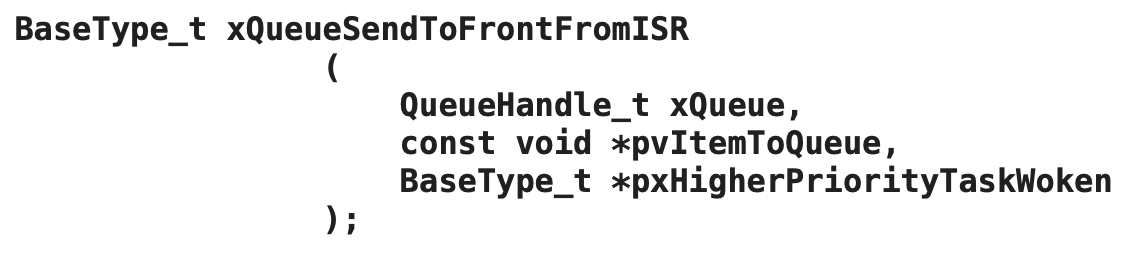 BaseType_t xQueueSendToFrontFromISR
(
QueueHandle_t xQueue,
const void *pvItemToQueue,
BaseType_t *pxHigherPriorityTaskWoken
);